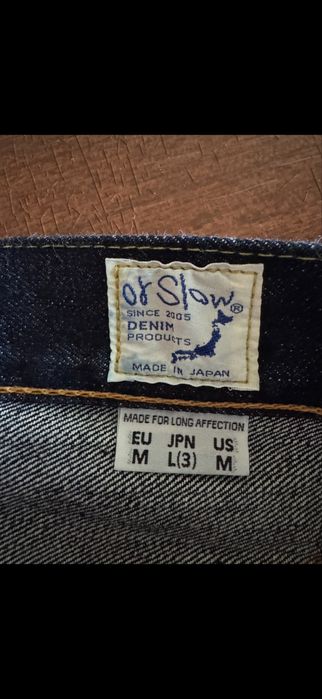 or Slow®
SINCE 2005
DENIM
PRODUCTS
MADE IN JAPAN
MADE FOR LONG AFFECTION
EU JPN US
M L(3) M